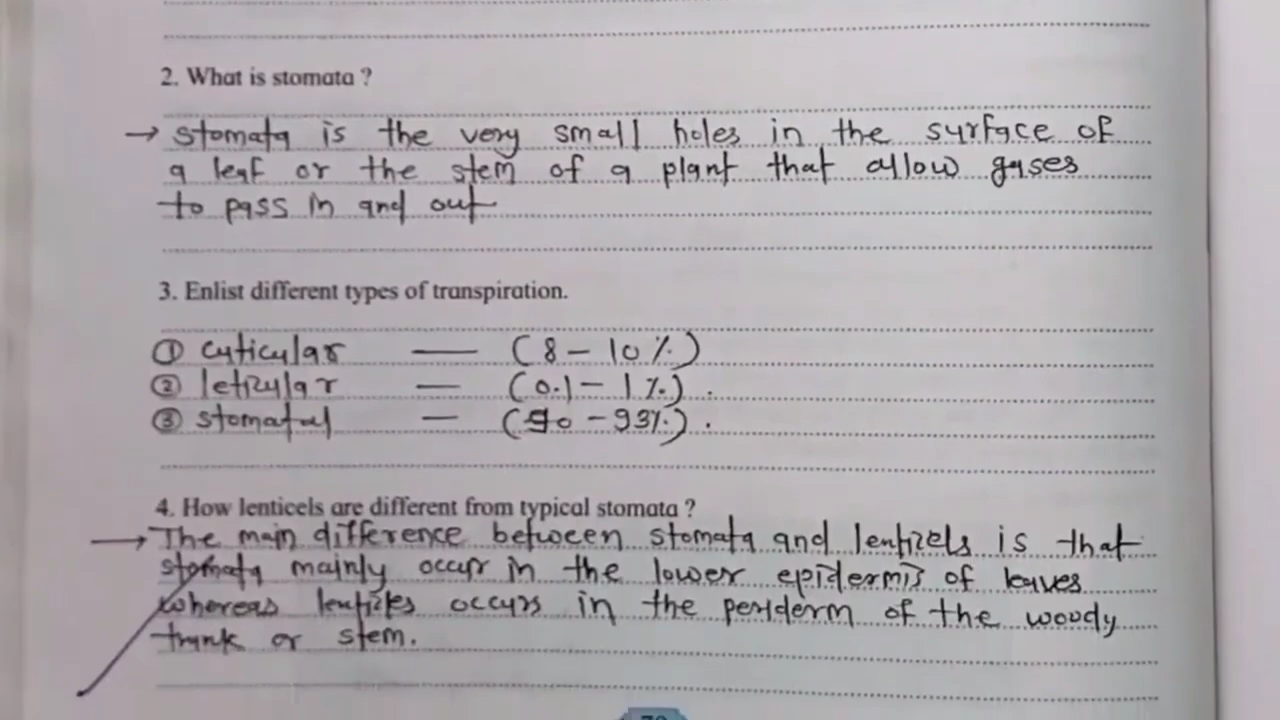 2. What is stomata ?
→ stomata is the very small holes in the surface of
a leaf or the stem of a plant that allow gases
to pass in and out
3. Enlist different types of transpiration.
① cuticular — (8 – 10%)
② letizular — (0.1 – 1%).
③ stomatal — (90 – 93%).
4. How lenticels are different from typical stomata ?
→ The main difference between stomata and lentizels is that
stomata mainly occur in the lower epidermis of leaves
whereas lentizles occurs in the periderm of the woody
trunk or stem.